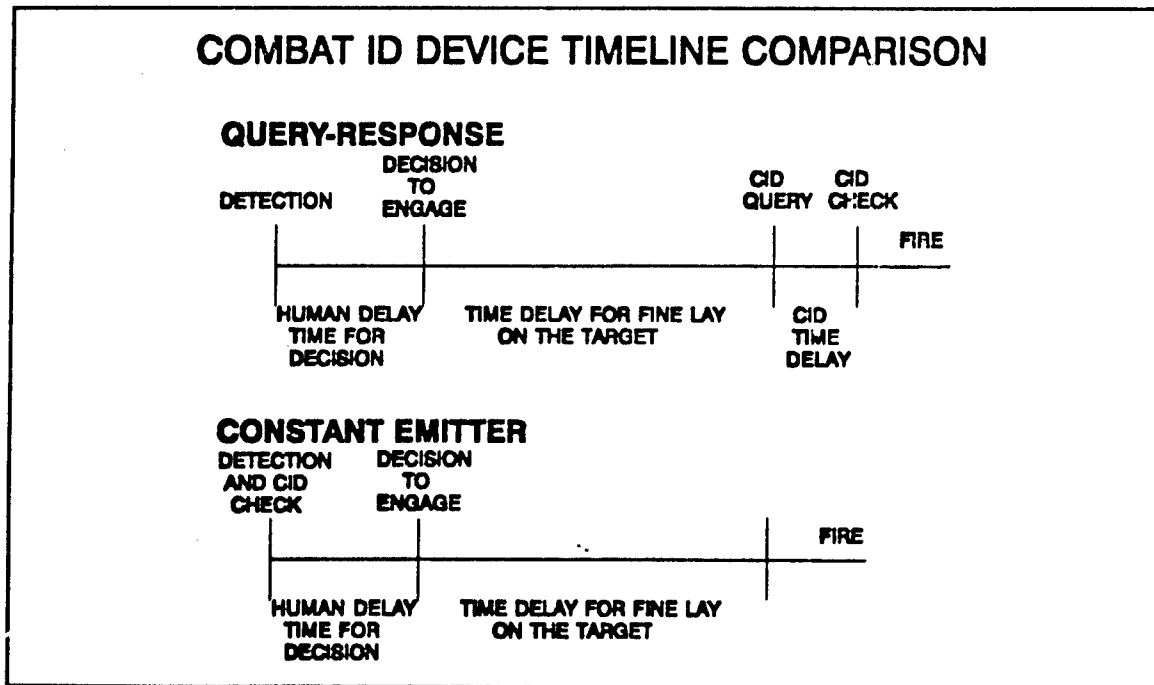 COMBAT ID DEVICE TIMELINE COMPARISON
QUERY-RESPONSE
DETECTION
DECISION
TO
ENGAGE
CID
QUERY
CID
CHECK
FIRE
HUMAN DELAY
TIME FOR
DECISION
TIME DELAY FOR FINE LAY
ON THE TARGET
CID
TIME
DELAY
CONSTANT EMITTER
DETECTION
AND CID
CHECK
DECISION
TO
ENGAGE
FIRE
HUMAN DELAY
TIME FOR
DECISION
TIME DELAY FOR FINE LAY
ON THE TARGET